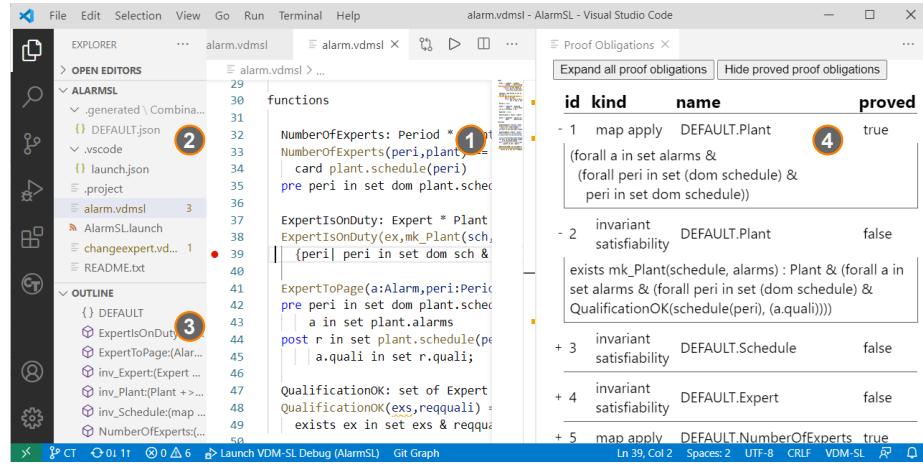 File Edit Selection View Go Run Terminal Help
alarm.vdmsl - AlarmSL - Visual Studio Code
EXPLORER
OPEN EDITORS
ALARMSL
.generated \ Combina...
{} DEFAULT.json
.vscode
{} launch.json
.project
alarm.vdmsl 3
AlarmSL.launch
changeexpert.vd... 1
README.txt
OUTLINE
{} DEFAULT
ExpertIsOnDu
ExpertToPage:(Alar...
inv_Expert:(Expert ...
inv_Plant:(Plant +>...
inv_Schedule:(map ...
NumberOfExperts:(...
2
3
alarm.vdmsl
alarm.vdmsl
alarm.vdmsl > ...
29
30 functions
31
32 NumberOfExperts: Period *
33 NumberOfExperts(peri,plant) ==
34 card plant.schedule(peri)
35 pre peri in set dom plant.sched
36
37 ExpertIsOnDuty: Expert * Plant
38 ExpertIsOnDuty(ex,mk_Plant(sch,
39 {peri| peri in set dom sch &
40
41 ExpertToPage(a:Alarm,peri:Perio
42 pre peri in set dom plant.sched
43 a in set plant.alarms
44 post r in set plant.schedule(pe
45 a.quali in set r.quali;
46
47 QualificationOK: set of Expert
48 QualificationOK(exs,reqquali) =
49 exists ex in set exs & reqqua
50
1
Proof Obligations
Expand all proof obligations Hide proved proof obligations
id kind name proved
- 1 map apply DEFAULT.Plant true
4
(forall a in set alarms &
(forall peri in set (dom schedule) &
peri in set dom schedule))
- 2 invariant satisfiability DEFAULT.Plant false
exists mk_Plant(schedule, alarms) : Plant & (forall a in
set alarms & (forall peri in set (dom schedule) &
QualificationOK(schedule(peri), (a.quali))))
+ 3 invariant satisfiability DEFAULT.Schedule false
+ 4 invariant satisfiability DEFAULT.Expert false
+ 5 map apply DEFAULT.NumberOfExperts true
CT 0↓ 1↑ 0 6 Launch VDM-SL Debug (AlarmSL) Git Graph
Ln 39, Col 2 Spaces: 2 UTF-8 CRLF VDM-SL